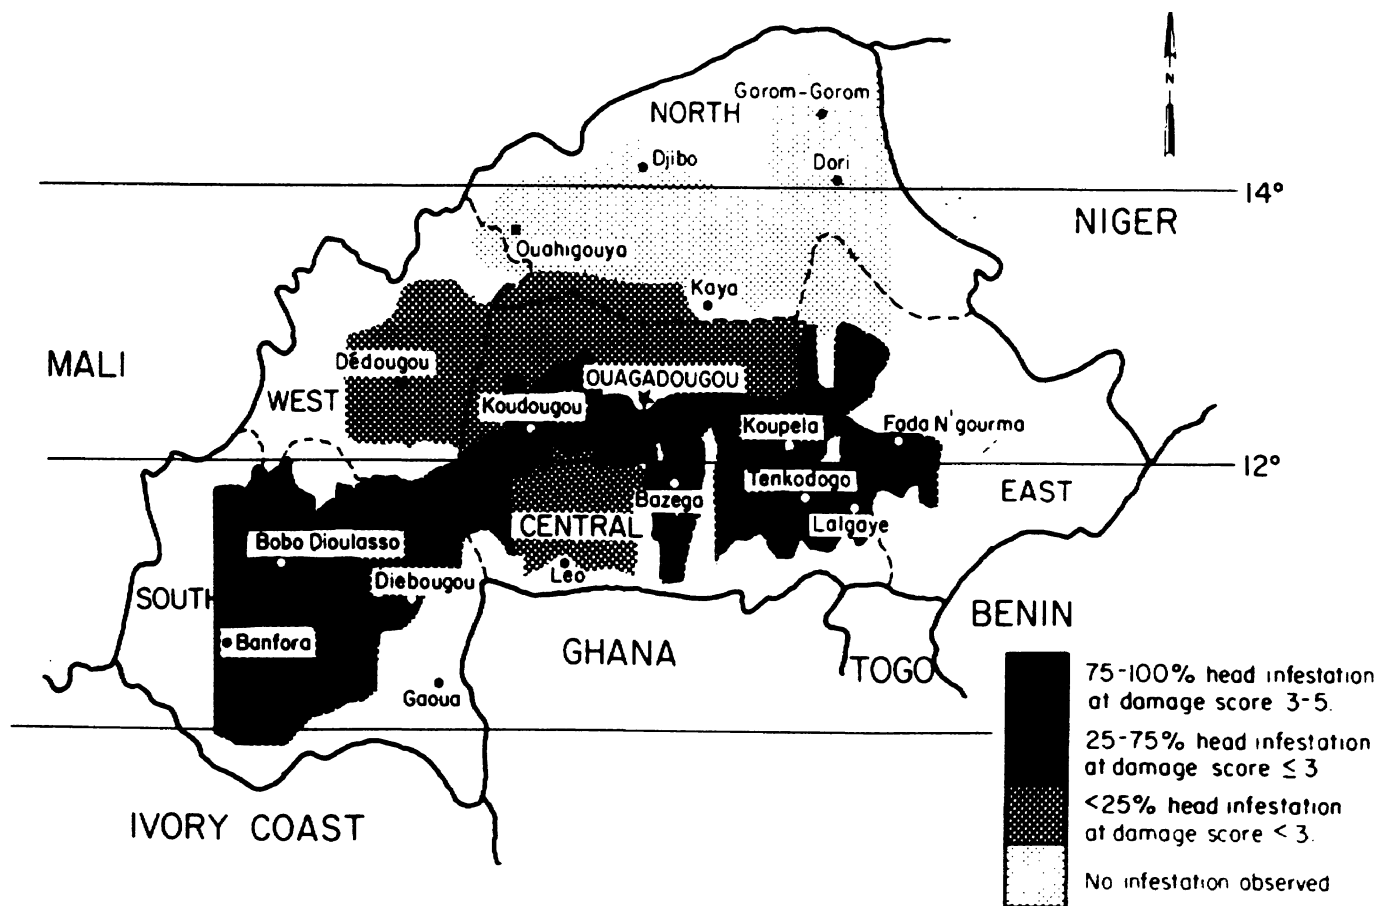 N
Gorom-Gorom
NORTH
Djibo
Dori
14°
NIGER
Ouahigouya
Kaya
MALI
Dédougou
OUAGADOUGOU
WEST
Koudougou
Koupela
Fada N'gourma
12°
Tenkodogo
EAST
Bazega
CENTRAL
Lalgaye
Bobo Dioulasso
Leo
Diebougou
SOUTH
BENIN
Banfora
GHANA
TOGO
Gaoua
75-100% head infestation
at damage score 3-5.
25-75% head infestation
at damage score ≤ 3
<25% head infestation
at damage score < 3.
No infestation observed
IVORY COAST